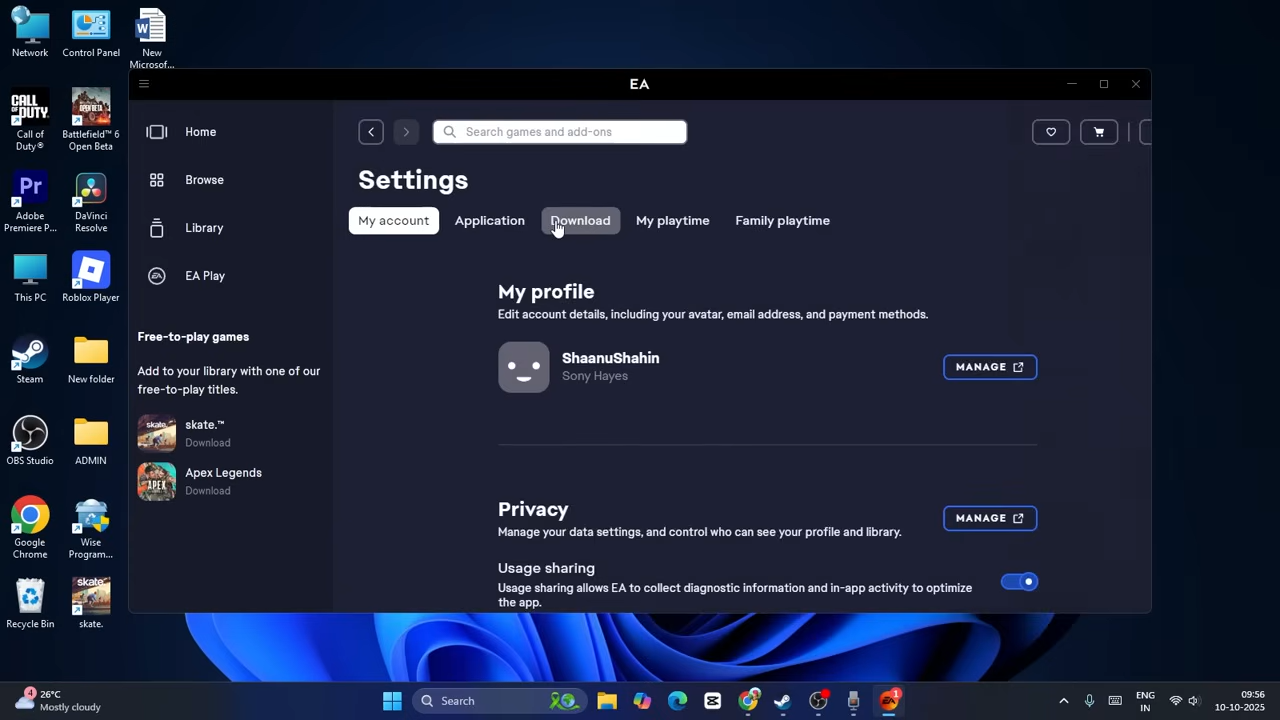 Network
Control Panel
New
Microsof...
EA
Call of
Duty®
Battlefield™ 6
Open Beta
Home
Search games and add-ons
Browse
Settings
Adobe
Premiere P...
DaVinci
Resolve
Library
My account
Application
Download
My playtime
Family playtime
This PC
Roblox Player
EA Play
My profile
Edit account details, including your avatar, email address, and payment methods.
Free-to-play games
Add to your library with one of our
free-to-play titles.
ShaanuShahin
Sony Hayes
MANAGE
Steam
New folder
skate.™
Download
OBS Studio
ADMIN
Apex Legends
Download
Privacy
Manage your data settings, and control who can see your profile and library.
MANAGE
Google
Chrome
Wise
Program...
Usage sharing
Usage sharing allows EA to collect diagnostic information and in-app activity to optimize
the app.
Recycle Bin
skate.
4
26°C
Mostly cloudy
Search
EA
1
ENG
IN
09:56
10-10-2025